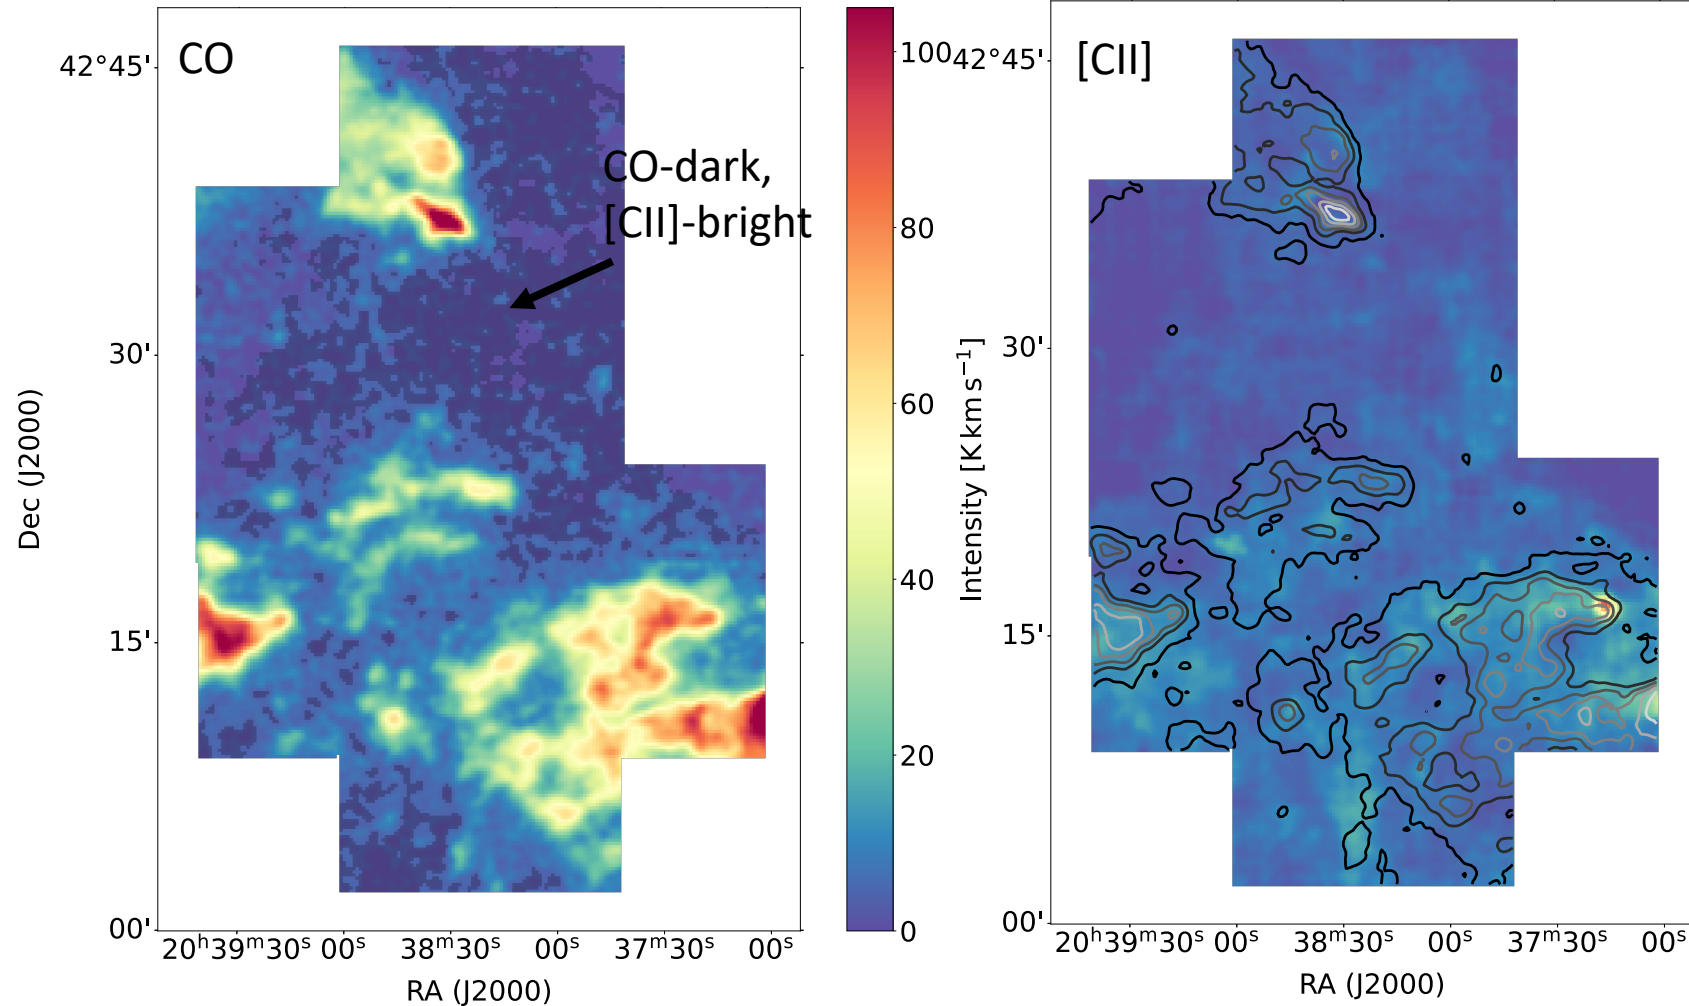 CO
[CII]
CO-dark,
[CII]-bright
42°45'
30'
15'
00'
Dec (J2000)
20ʰ39ᵐ30ˢ 00ˢ 38ᵐ30ˢ 00ˢ 37ᵐ30ˢ 00ˢ
RA (J2000)
100
80
60
40
20
0
Intensity [K km s⁻¹]
42°45'
30'
15'
00'
20ʰ39ᵐ30ˢ 00ˢ 38ᵐ30ˢ 00ˢ 37ᵐ30ˢ 00ˢ
RA (J2000)